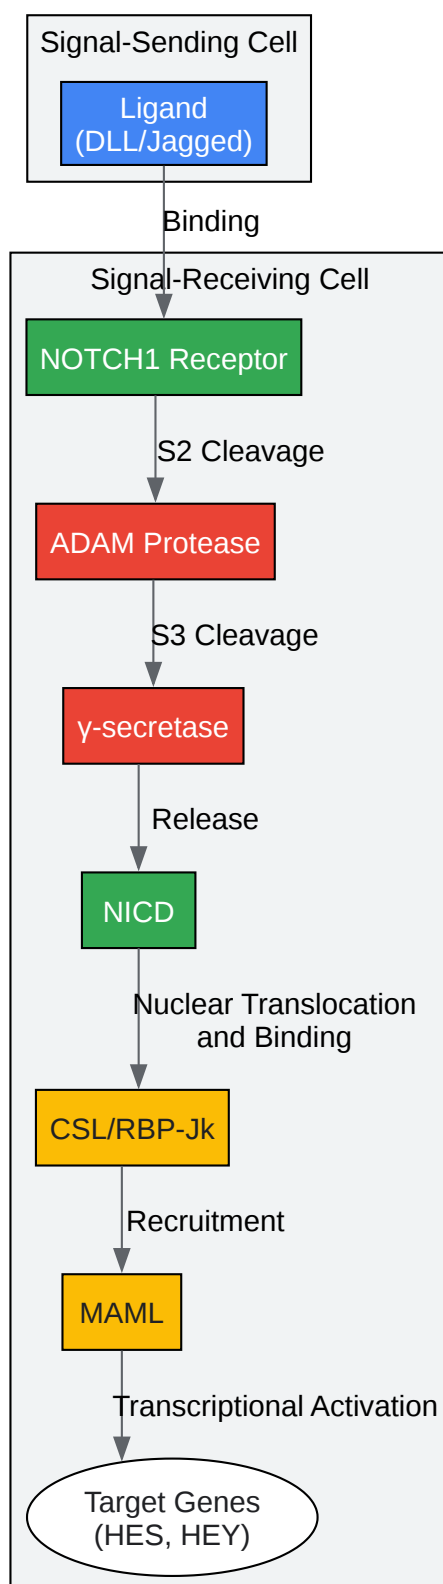 Signal-Sending Cell
Ligand
(DLL/Jagged)
Binding
Signal-Receiving Cell
NOTCH1 Receptor
S2 Cleavage
ADAM Protease
S3 Cleavage
γ-secretase
Release
NICD
Nuclear Translocation
and Binding
CSL/RBP-Jk
Recruitment
MAML
Transcriptional Activation
Target Genes
(HES, HEY)